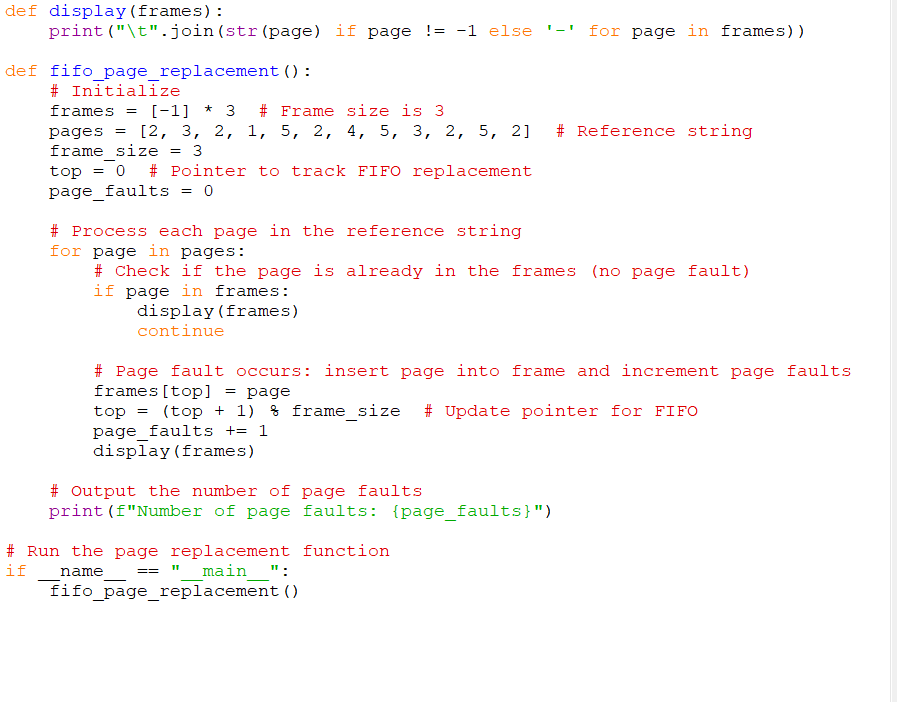 def display(frames):
    print("\t".join(str(page) if page != -1 else '-' for page in frames))

def fifo_page_replacement():
    # Initialize
    frames = [-1] * 3  # Frame size is 3
    pages = [2, 3, 2, 1, 5, 2, 4, 5, 3, 2, 5, 2]  # Reference string
    frame_size = 3
    top = 0  # Pointer to track FIFO replacement
    page_faults = 0

    # Process each page in the reference string
    for page in pages:
        # Check if the page is already in the frames (no page fault)
        if page in frames:
            display(frames)
            continue

        # Page fault occurs: insert page into frame and increment page faults
        frames[top] = page
        top = (top + 1) % frame_size  # Update pointer for FIFO
        page_faults += 1
        display(frames)

    # Output the number of page faults
    print(f"Number of page faults: {page_faults}")

# Run the page replacement function
if __name__ == "__main__":
    fifo_page_replacement()